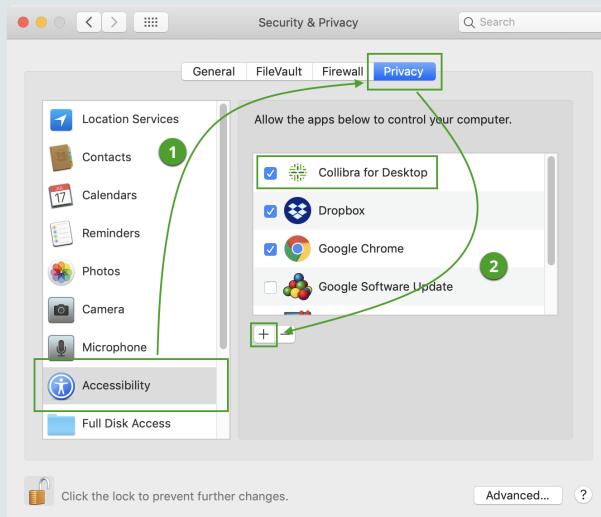 Security & Privacy
Search
General
FileVault
Firewall
Privacy
Location Services
Contacts
JUL
17
Calendars
Reminders
Photos
Camera
Microphone
Accessibility
Full Disk Access
1
Allow the apps below to control your computer.
Collibra for Desktop
Dropbox
Google Chrome
Google Software Update
2
+
−
Click the lock to prevent further changes.
Advanced...
?